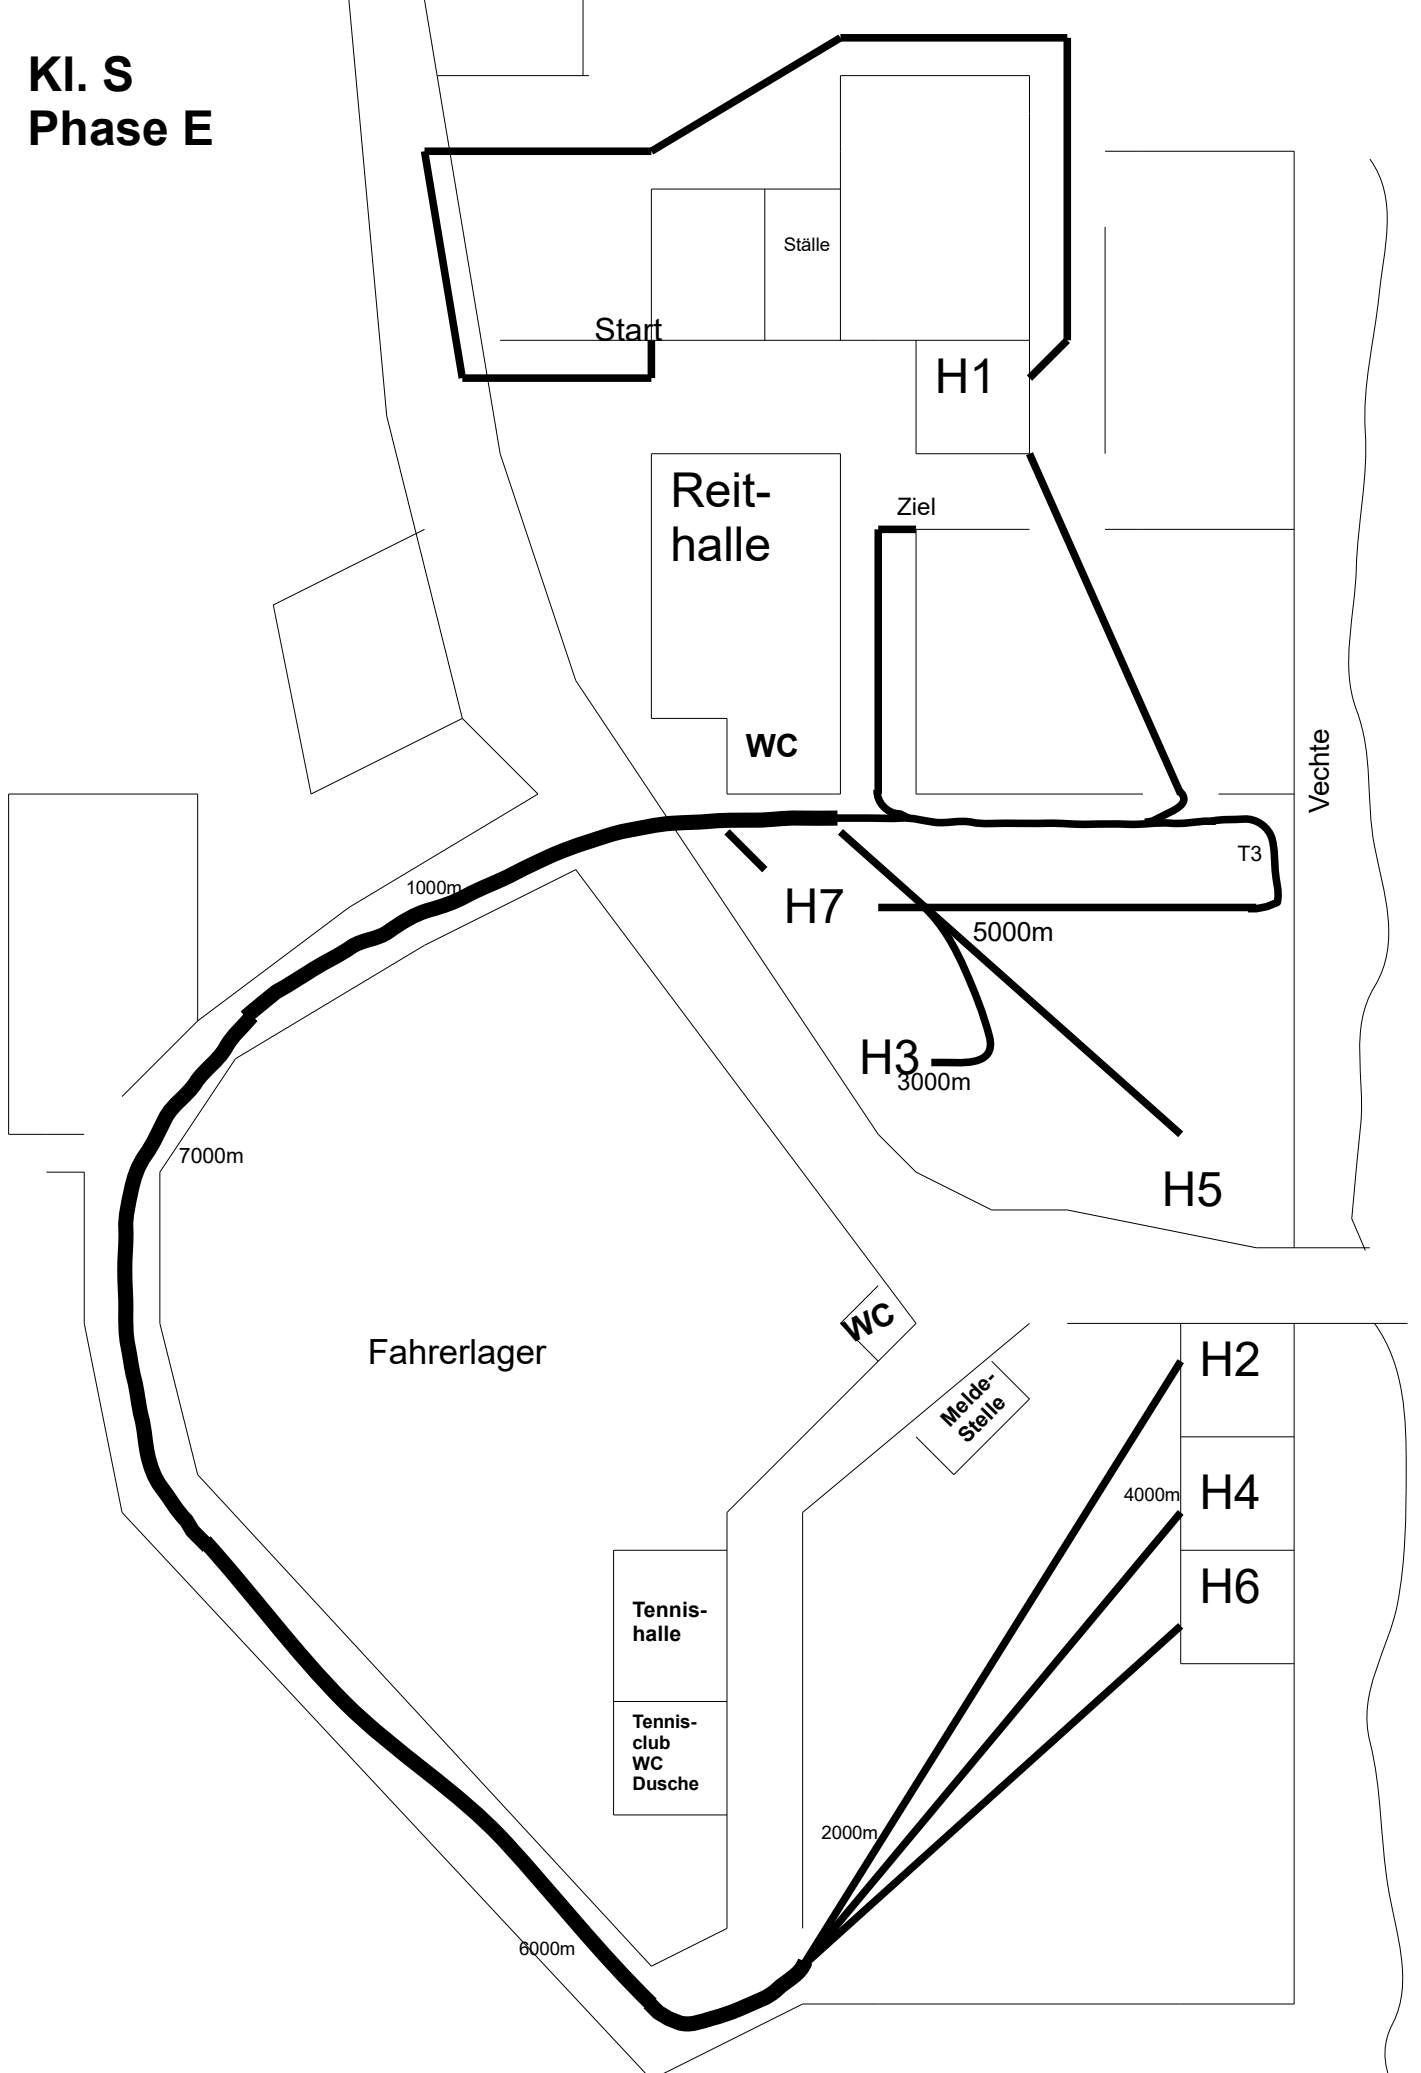 Kl. S
Phase E
Ställe
Start
H1
Reit-
halle
Ziel
WC
Vechte
T3
1000m
H7
5000m
H3
3000m
7000m
H5
WC
Fahrerlager
H2
Melde-
Stelle
4000m
H4
H6
Tennis-
halle
Tennis-
club
WC
Dusche
2000m
6000m